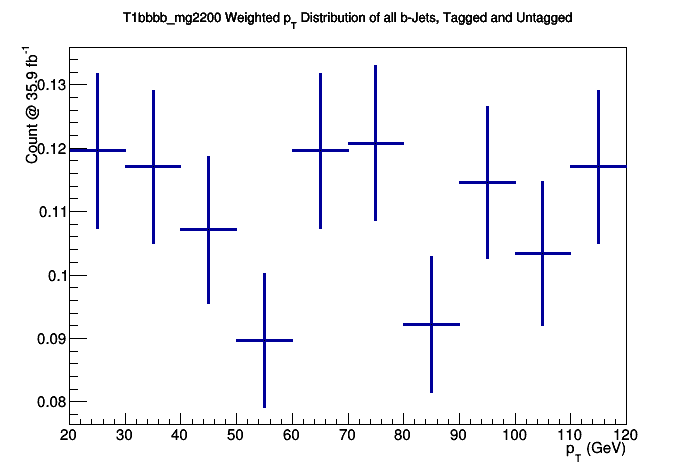 T1bbbb_mg2200 Weighted p_T Distribution of all b-Jets, Tagged and Untagged
Count @ 35.9 fb^-1
0.13
0.12
0.11
0.1
0.09
0.08
20 30 40 50 60 70 80 90 100 110 120
p_T (GeV)